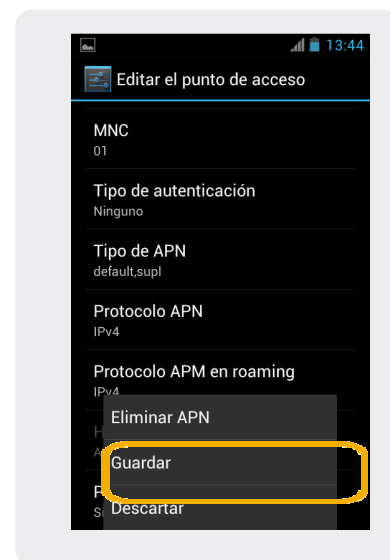 13:44
Editar el punto de acceso
MNC
01
Tipo de autenticación
Ninguno
Tipo de APN
default,supl
Protocolo APN
IPv4
Protocolo APM en roaming
IPv4
Eliminar APN
Guardar
Descartar